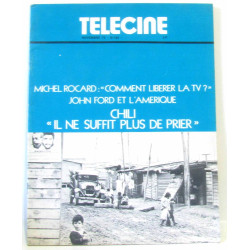 TELECINE
MICHEL ROCARD: "COMMENT LIBERER LA TV?"
JOHN FORD ET L'AMERIQUE
CHILI
"IL NE SUFFIT PLUS DE PRIER"